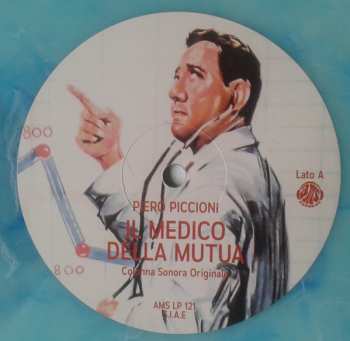 800
Lato A
PIERO PICCIONI
IL MEDICO
DELLA MUTUA
Colonna Sonora Originale
800
AMS LP 121
S.I.A.E